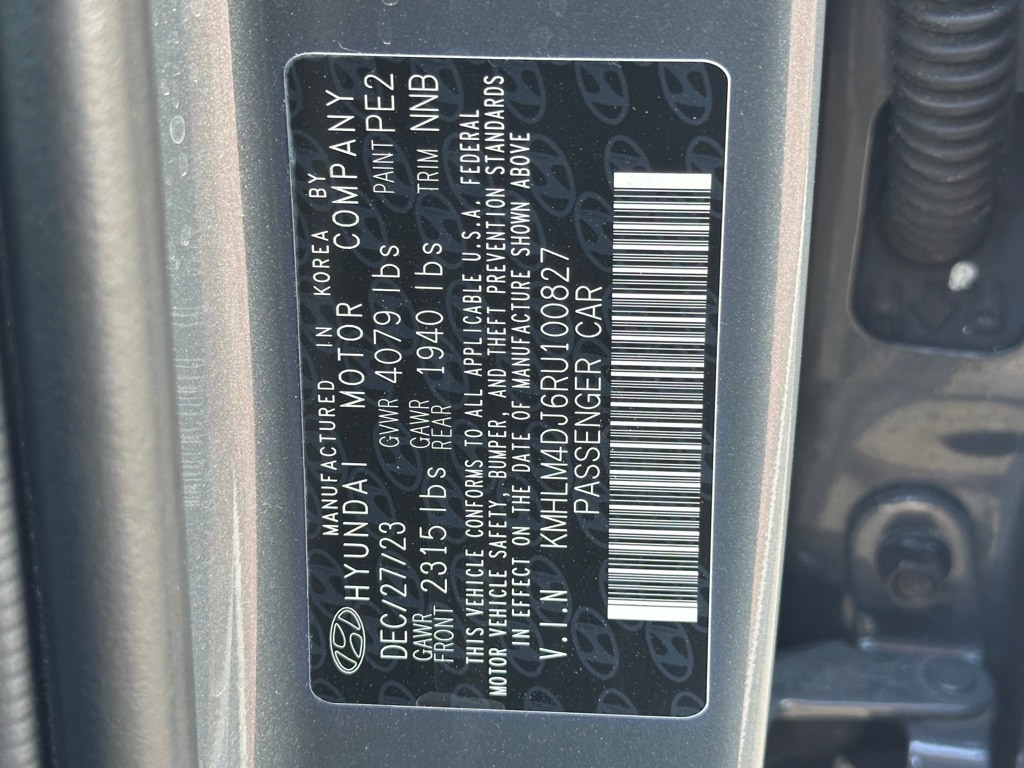 MANUFACTURED IN KOREA BY
HYUNDAI MOTOR COMPANY
DEC/27/23 GVWR 4079 lbs PAINT PE2
GAWR FRONT 2315 lbs GAWR REAR 1940 lbs TRIM NNB
THIS VEHICLE CONFORMS TO ALL APPLICABLE U.S.A. FEDERAL
MOTOR VEHICLE SAFETY, BUMPER, AND THEFT PREVENTION STANDARDS
IN EFFECT ON THE DATE OF MANUFACTURE SHOWN ABOVE
V.I.N KMHLM4DJ6RU100827
PASSENGER CAR